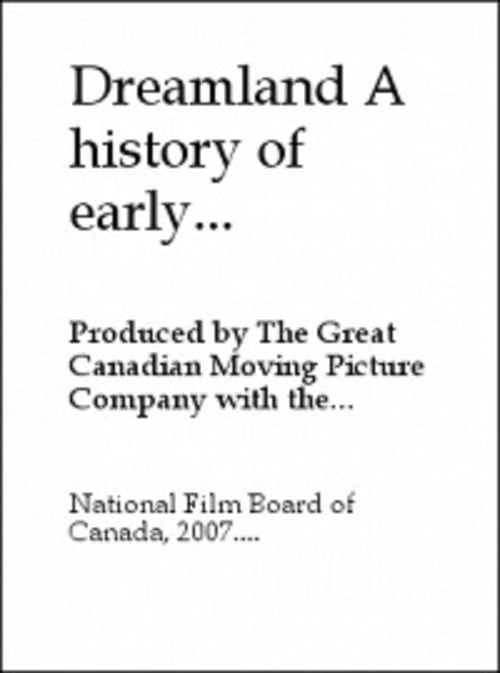 Dreamland A
history of
early...
Produced by The Great
Canadian Moving Picture
Company with the...
National Film Board of
Canada, 2007....